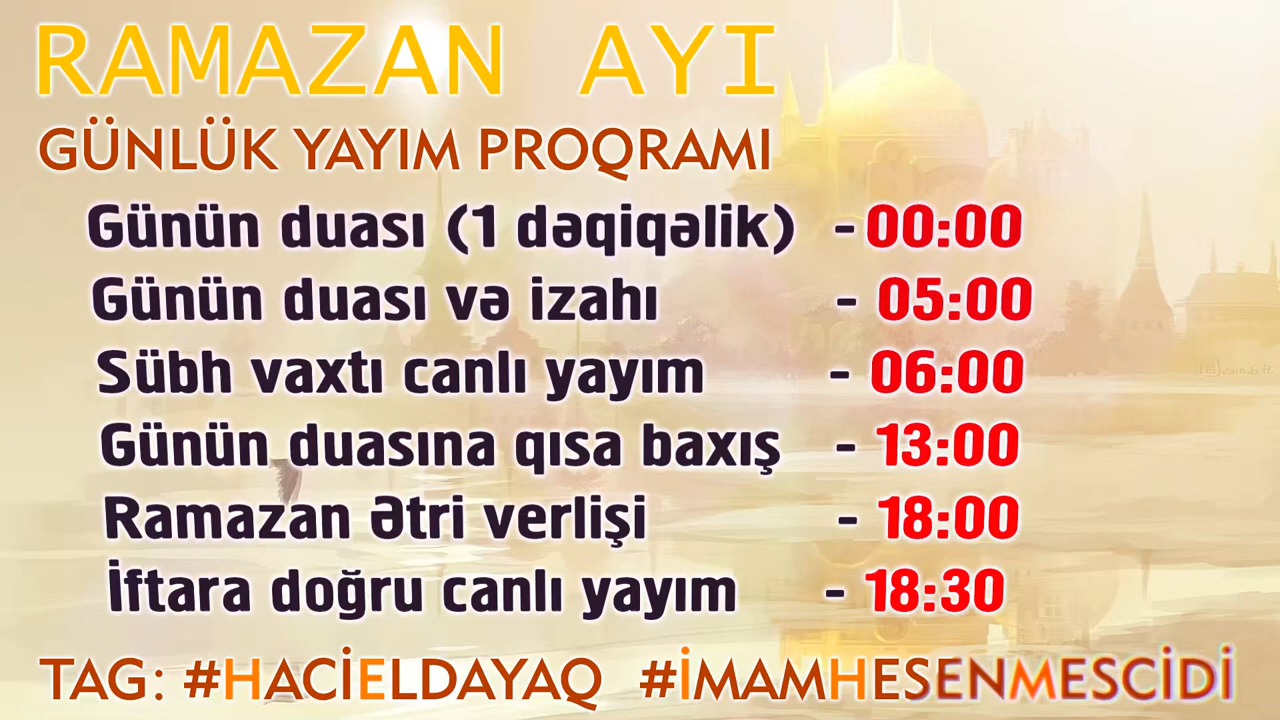 RAMAZAN AYI
GÜNLÜK YAYIM PROQRAMI
Günün duası (1 dəqiqəlik) - 00:00
Günün duası və izahı - 05:00
Sübh vaxtı canlı yayım - 06:00
Günün duasına qısa baxış - 13:00
Ramazan Ətri verlişi - 18:00
İftara doğru canlı yayım - 18:30
TAG: #HACİELDAYAQ #İMAMHESENMESCİDİ